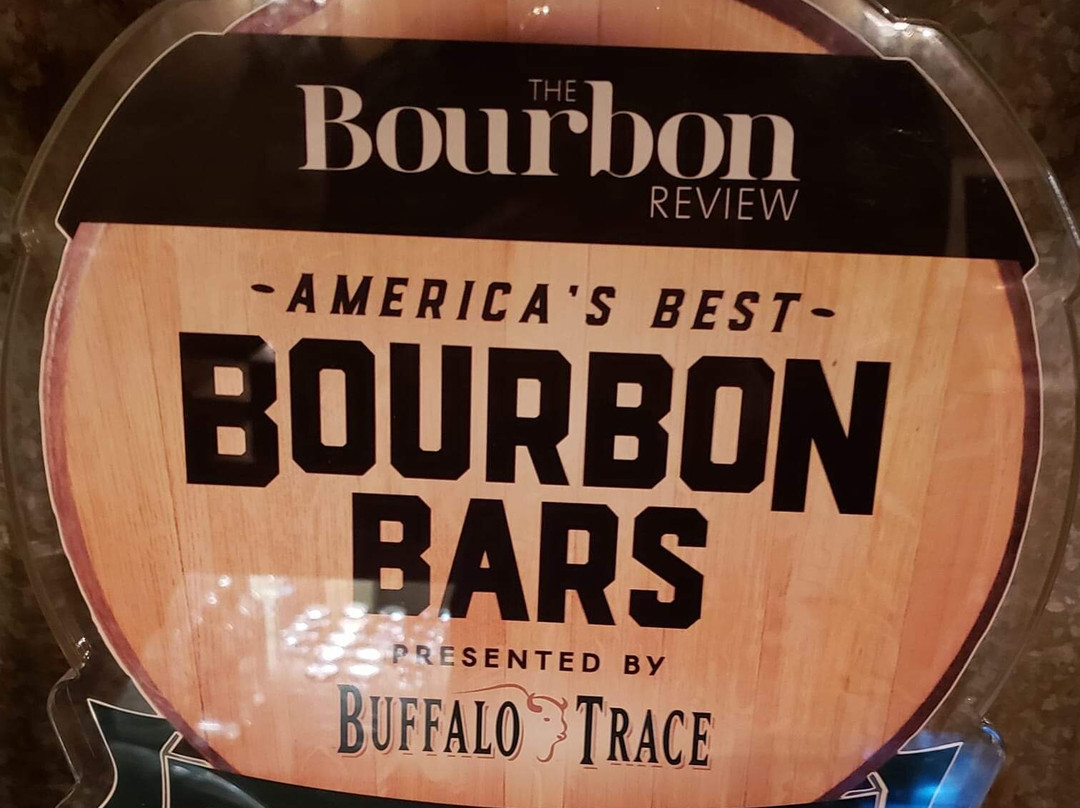 THE
Bourbon
REVIEW
-AMERICA'S BEST-
BOURBON
BARS
PRESENTED BY
BUFFALO TRACE